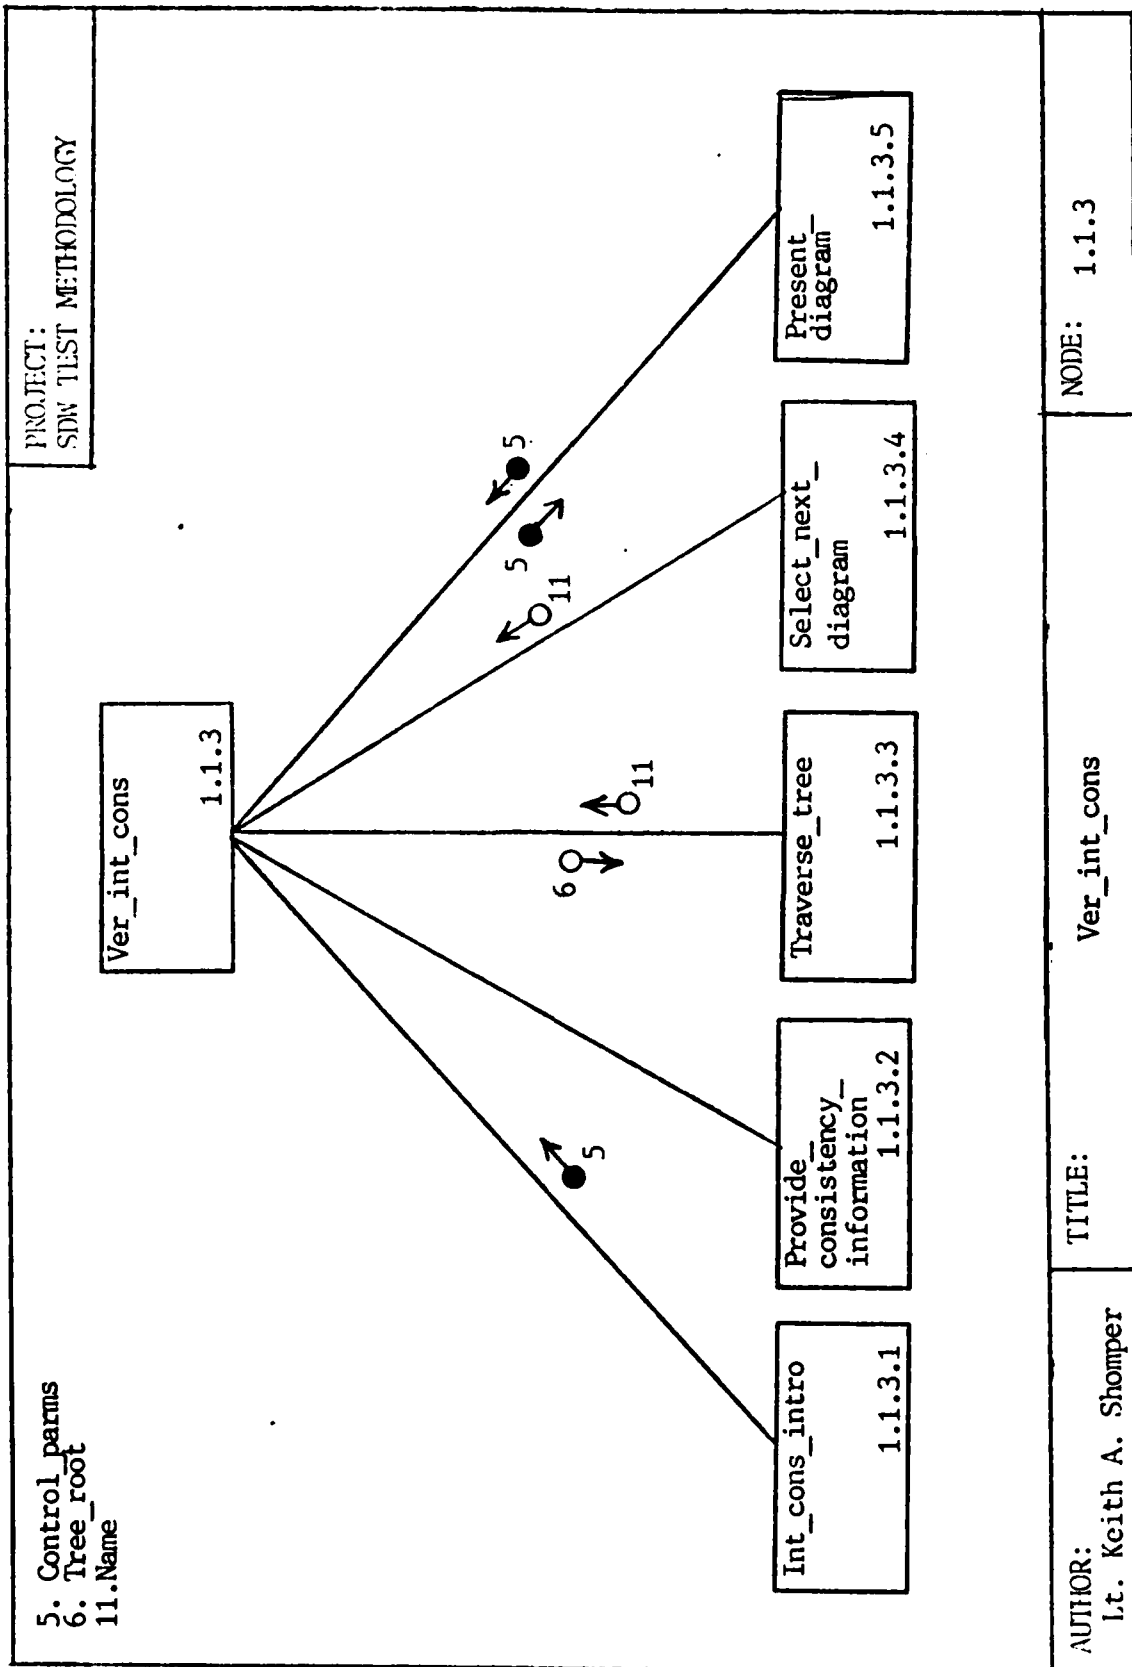 5. Control_parms
6. Tree_root
11.Name
PROJECT:
SDW TEST METHODOLOGY
Ver_int_cons
1.1.3
5
6
11
11
5
5
Int_cons_intro
1.1.3.1
Provide_
consistency_
information
1.1.3.2
Traverse_tree
1.1.3.3
Select_next_
diagram
1.1.3.4
Present_
diagram
1.1.3.5
AUTHOR:
Lt. Keith A. Shomper
TITLE:
Ver_int_cons
NODE: 1.1.3